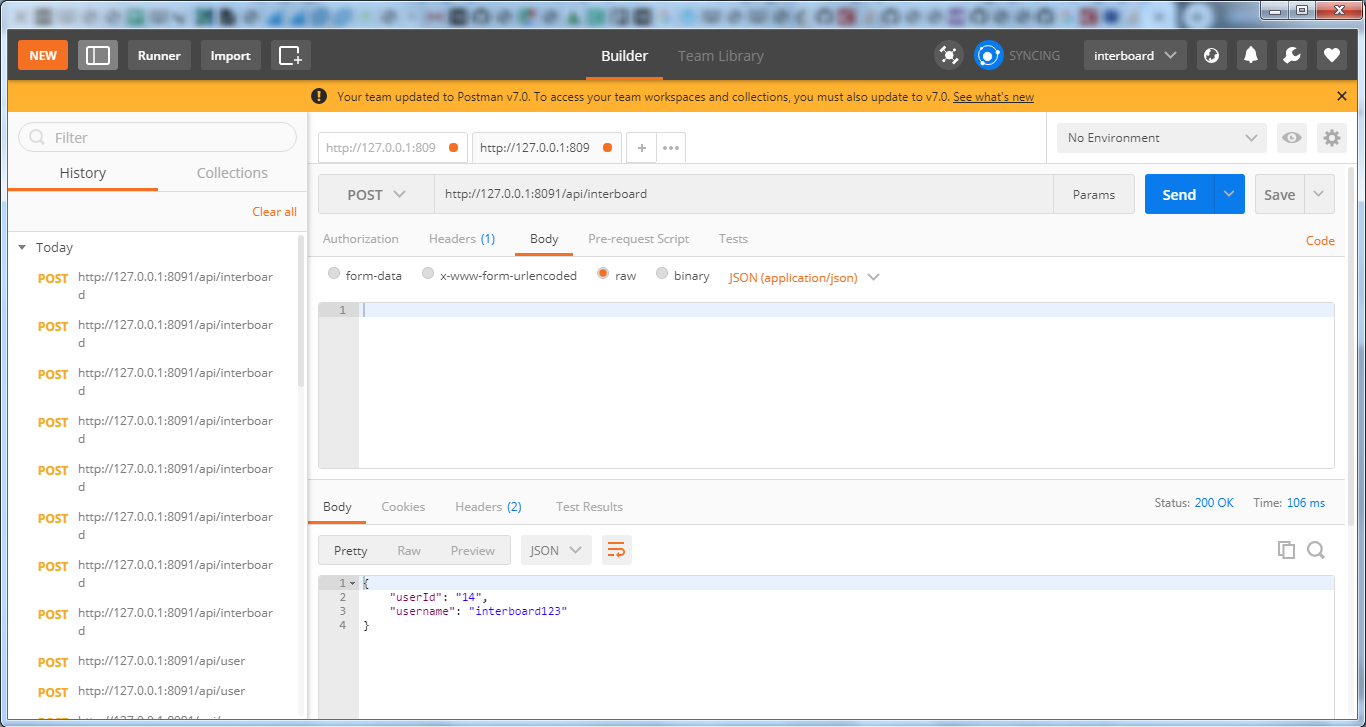 NEW Runner Import Builder Team Library SYNCING interboard
! Your team updated to Postman v7.0. To access your team workspaces and collections, you must also update to v7.0. See what's new
Filter
History Collections
Clear all
Today
POST http://127.0.0.1:8091/api/interboar
d
POST http://127.0.0.1:8091/api/interboar
d
POST http://127.0.0.1:8091/api/interboar
d
POST http://127.0.0.1:8091/api/interboar
d
POST http://127.0.0.1:8091/api/interboar
d
POST http://127.0.0.1:8091/api/interboar
d
POST http://127.0.0.1:8091/api/interboar
d
POST http://127.0.0.1:8091/api/interboar
d
POST http://127.0.0.1:8091/api/user
POST http://127.0.0.1:8091/api/user
http://127.0.0.1:809 http://127.0.0.1:809 + ••• No Environment
POST http://127.0.0.1:8091/api/interboard Params Send Save
Authorization Headers (1) Body Pre-request Script Tests Code
form-data x-www-form-urlencoded raw binary JSON (application/json)
1
Body Cookies Headers (2) Test Results Status: 200 OK Time: 106 ms
Pretty Raw Preview JSON
1 {
2 "userId": "14",
3 "username": "interboard123"
4 }